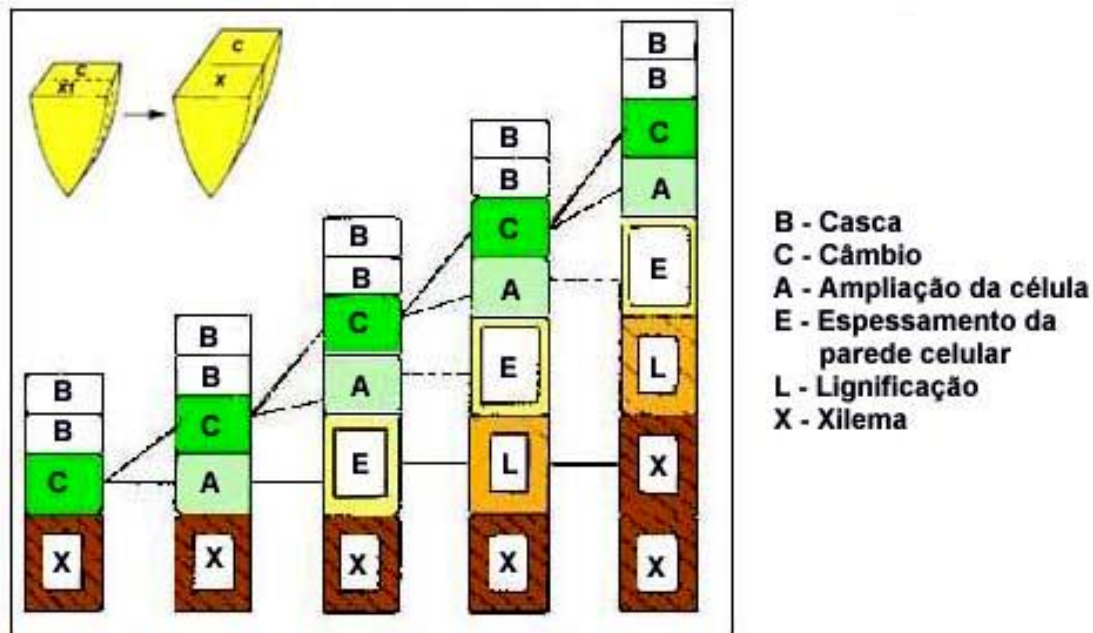 C
X1
C
X
B
B
C
X
B
B
C
A
X
B
B
C
A
E
X
B
B
C
A
E
L
X
B
B
C
A
E
L
X
X
B - Casca
C - Câmbio
A - Ampliação da célula
E - Espessamento da
parede celular
L - Lignificação
X - Xilema